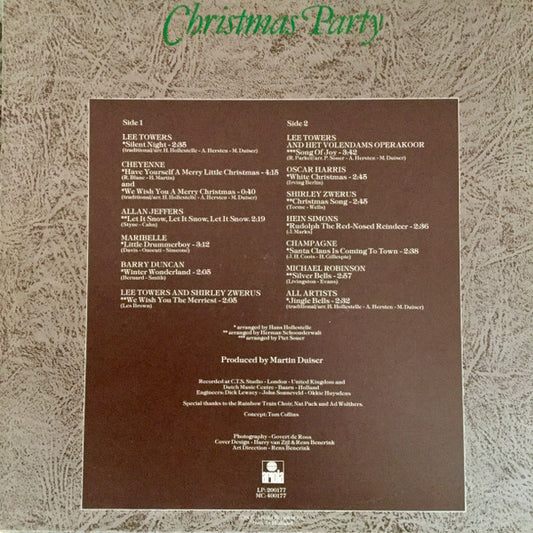 Christmas Party
Side 1
LEE TOWERS
*Silent Night - 2:35
(traditional/arr. H. Hollestelle - A. Hersten - M. Duiser)
CHEYENNE
*Have Yourself A Merry Little Christmas - 4:15
(R. Blanc - H. Martin)
and
*We Wish You A Merry Christmas - 0:40
(traditional/arr. H. Hollestelle - A. Hersten - M. Duiser)
ALLAN JEFFERS
**Let It Snow, Let It Snow, Let It Snow. 2:19
(Styne - Cahn)
MARIBELLE
*Little Drummerboy - 3:12
(Davis - Onorati - Simeone)
BARRY DUNCAN
*Winter Wonderland - 2:05
(Bernard - Smith)
LEE TOWERS AND SHIRLEY ZWERUS
**We Wish You The Merriest - 2:05
(Les Brown)
Side 2
LEE TOWERS
AND HET VOLENDAMS OPERAKOOR
***Song Of Joy - 3:42
(R. Parker/arr. P. Souer - A. Hersten - M. Duiser)
OSCAR HARRIS
*White Christmas - 2:45
(Irving Berlin)
SHIRLEY ZWERUS
**Christmas Song - 2:45
(Torme - Wells)
HEIN SIMONS
*Rudolph The Red-Nosed Reindeer - 2:36
(J. Marks)
CHAMPAGNE
*Santa Claus Is Coming To Town - 2:38
(J. H. Coots - H. Gillespie)
MICHAEL ROBINSON
**Silver Bells - 2:57
(Livingston - Evans)
ALL ARTISTS
*Jingle Bells - 2:32
(traditional/arr. H. Hollestelle - A. Hersten - M. Duiser)
* arranged by Hans Hollestelle
** arranged by Herman Schoonderwalt
*** arranged by Piet Souer
Produced by Martin Duiser
Recorded at C.T.S. Studio - London - United Kingdom and
Dutch Music Centre - Baarn - Holland
Engineers: Dick Lewzey - John Sonneveld - Okkie Huysdens
Special thanks to the Rainbow Train Choir, Nat Pack and Ad Wolthers.
Concept: Tom Collins
Photography - Govert de Roos
Cover Design - Harry van Zijl & Rens Benerink
Art Direction - Rens Benerink
ariola
LP: 200177
MC: 400177